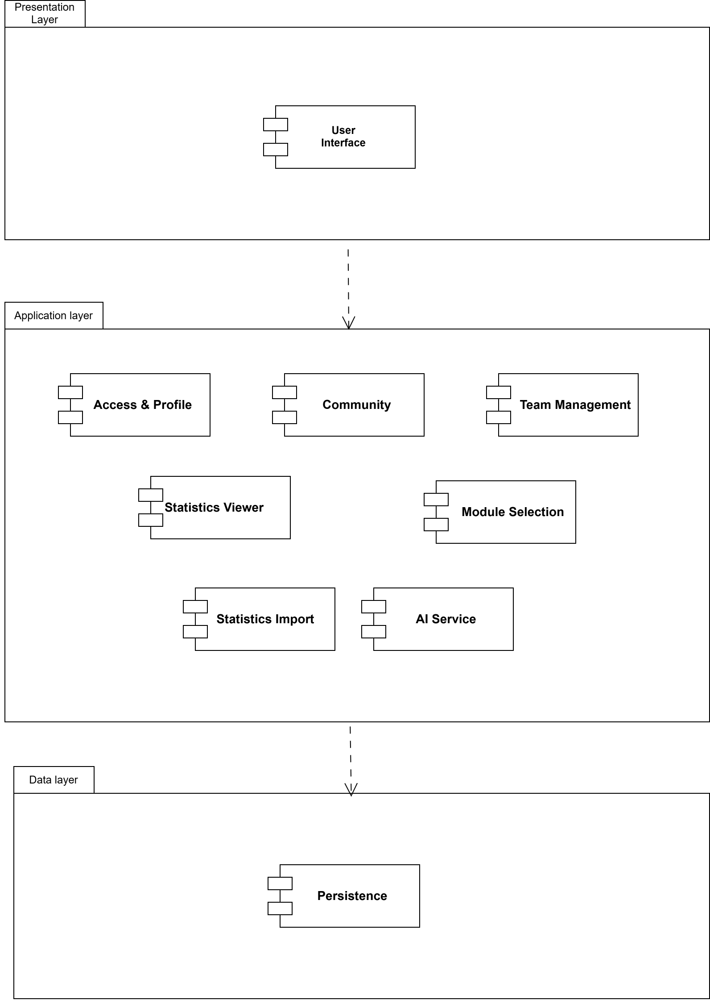 Presentation
Layer
User
Interface
Application layer
Access & Profile
Community
Team Management
Statistics Viewer
Module Selection
Statistics Import
AI Service
Data layer
Persistence